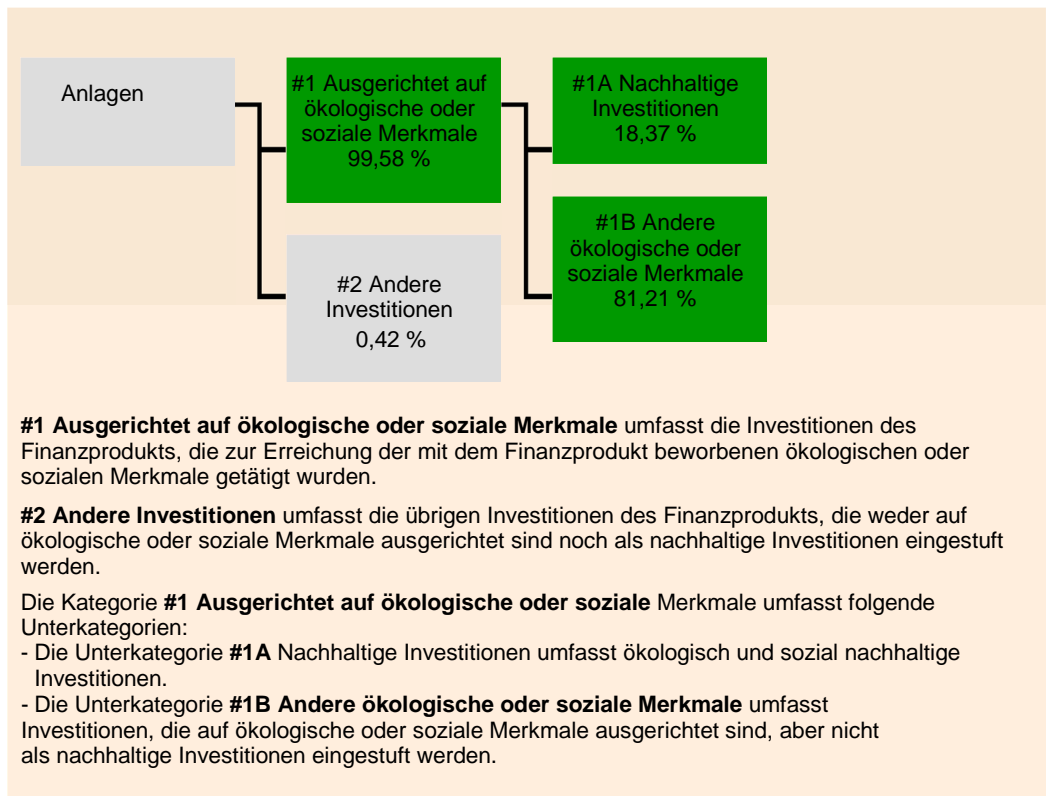 Anlagen
#1 Ausgerichtet auf
ökologische oder
soziale Merkmale
99,58 %
#1A Nachhaltige
Investitionen
18,37 %
#1B Andere
ökologische oder
soziale Merkmale
81,21 %
#2 Andere
Investitionen
0,42 %
#1 Ausgerichtet auf ökologische oder soziale Merkmale umfasst die Investitionen des
Finanzprodukts, die zur Erreichung der mit dem Finanzprodukt beworbenen ökologischen oder
sozialen Merkmale getätigt wurden.
#2 Andere Investitionen umfasst die übrigen Investitionen des Finanzprodukts, die weder auf
ökologische oder soziale Merkmale ausgerichtet sind noch als nachhaltige Investitionen eingestuft
werden.
Die Kategorie #1 Ausgerichtet auf ökologische oder soziale Merkmale umfasst folgende
Unterkategorien:
- Die Unterkategorie #1A Nachhaltige Investitionen umfasst ökologisch und sozial nachhaltige
Investitionen.
- Die Unterkategorie #1B Andere ökologische oder soziale Merkmale umfasst
Investitionen, die auf ökologische oder soziale Merkmale ausgerichtet sind, aber nicht
als nachhaltige Investitionen eingestuft werden.